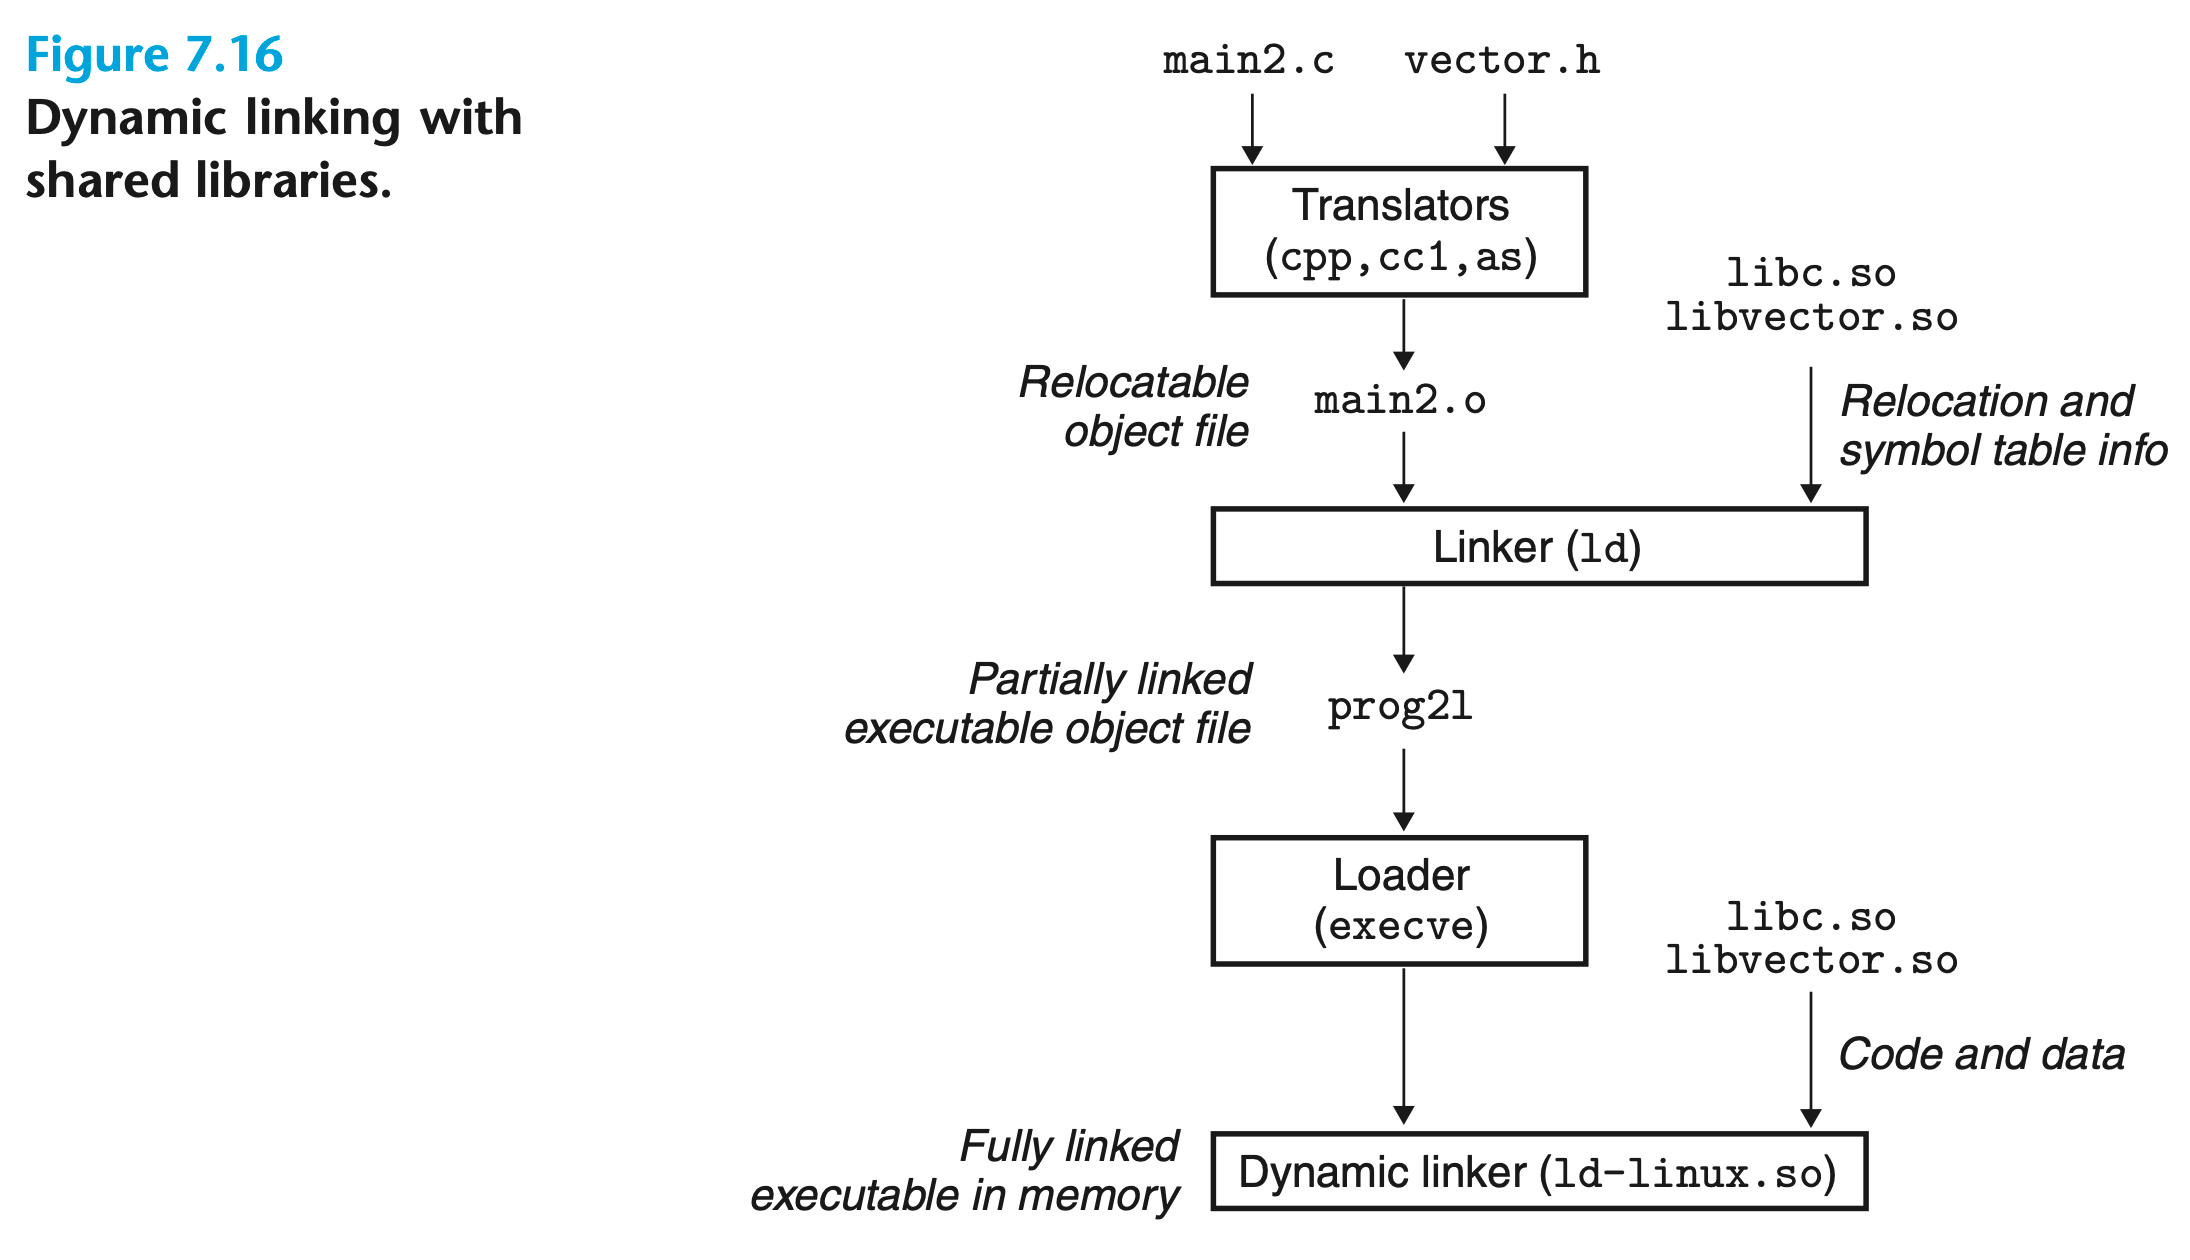 Figure 7.16
Dynamic linking with
shared libraries.
main2.c vector.h
Translators
(cpp,cc1,as)
libc.so
libvector.so
Relocatable
object file
main2.o
Relocation and
symbol table info
Linker (ld)
Partially linked
executable object file
prog2l
Loader
(execve)
libc.so
libvector.so
Code and data
Fully linked
executable in memory
Dynamic linker (ld-linux.so)